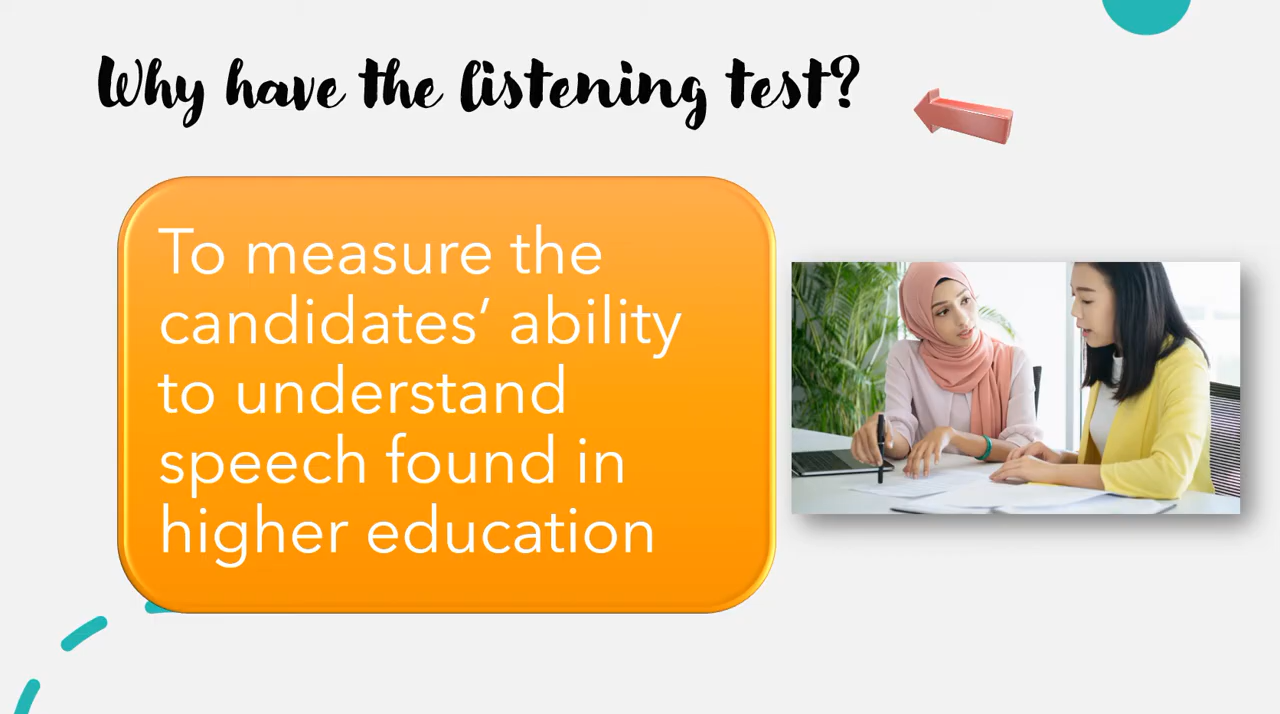 Why have the listening test?
To measure the
candidates’ ability
to understand
speech found in
higher education